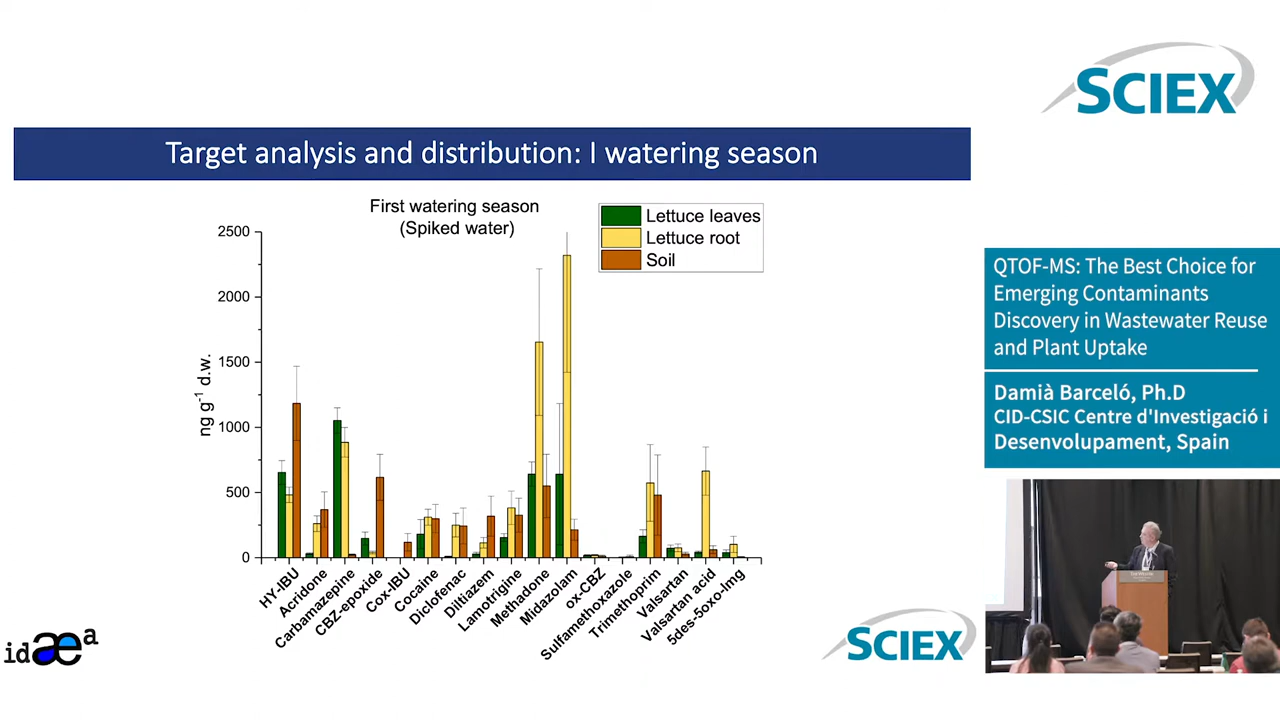 SCIEX
Target analysis and distribution: I watering season
First watering season
(Spiked water)
Lettuce leaves
Lettuce root
Soil
ng g-1 d.w.
2500
2000
1500
1000
500
0
HY-IBU
Acridone
Carbamazepine
CBZ-epoxide
Cox-IBU
Cocaine
Diclofenac
Diltiazem
Lamotrigine
Methadone
Midazolam
ox-CBZ
Sulfamethoxazole
Trimethoprim
Valsartan
Valsartan acid
5des-5oxo-Img
QTOF-MS: The Best Choice for
Emerging Contaminants
Discovery in Wastewater Reuse
and Plant Uptake
Damià Barceló, Ph.D
CID-CSIC Centre d'Investigació i
Desenvolupament, Spain
idæa
SCIEX